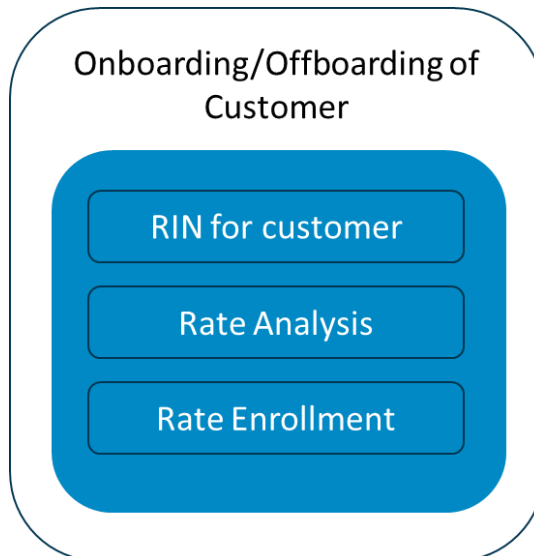 Onboarding/Offboarding of
Customer
RIN for customer
Rate Analysis
Rate Enrollment